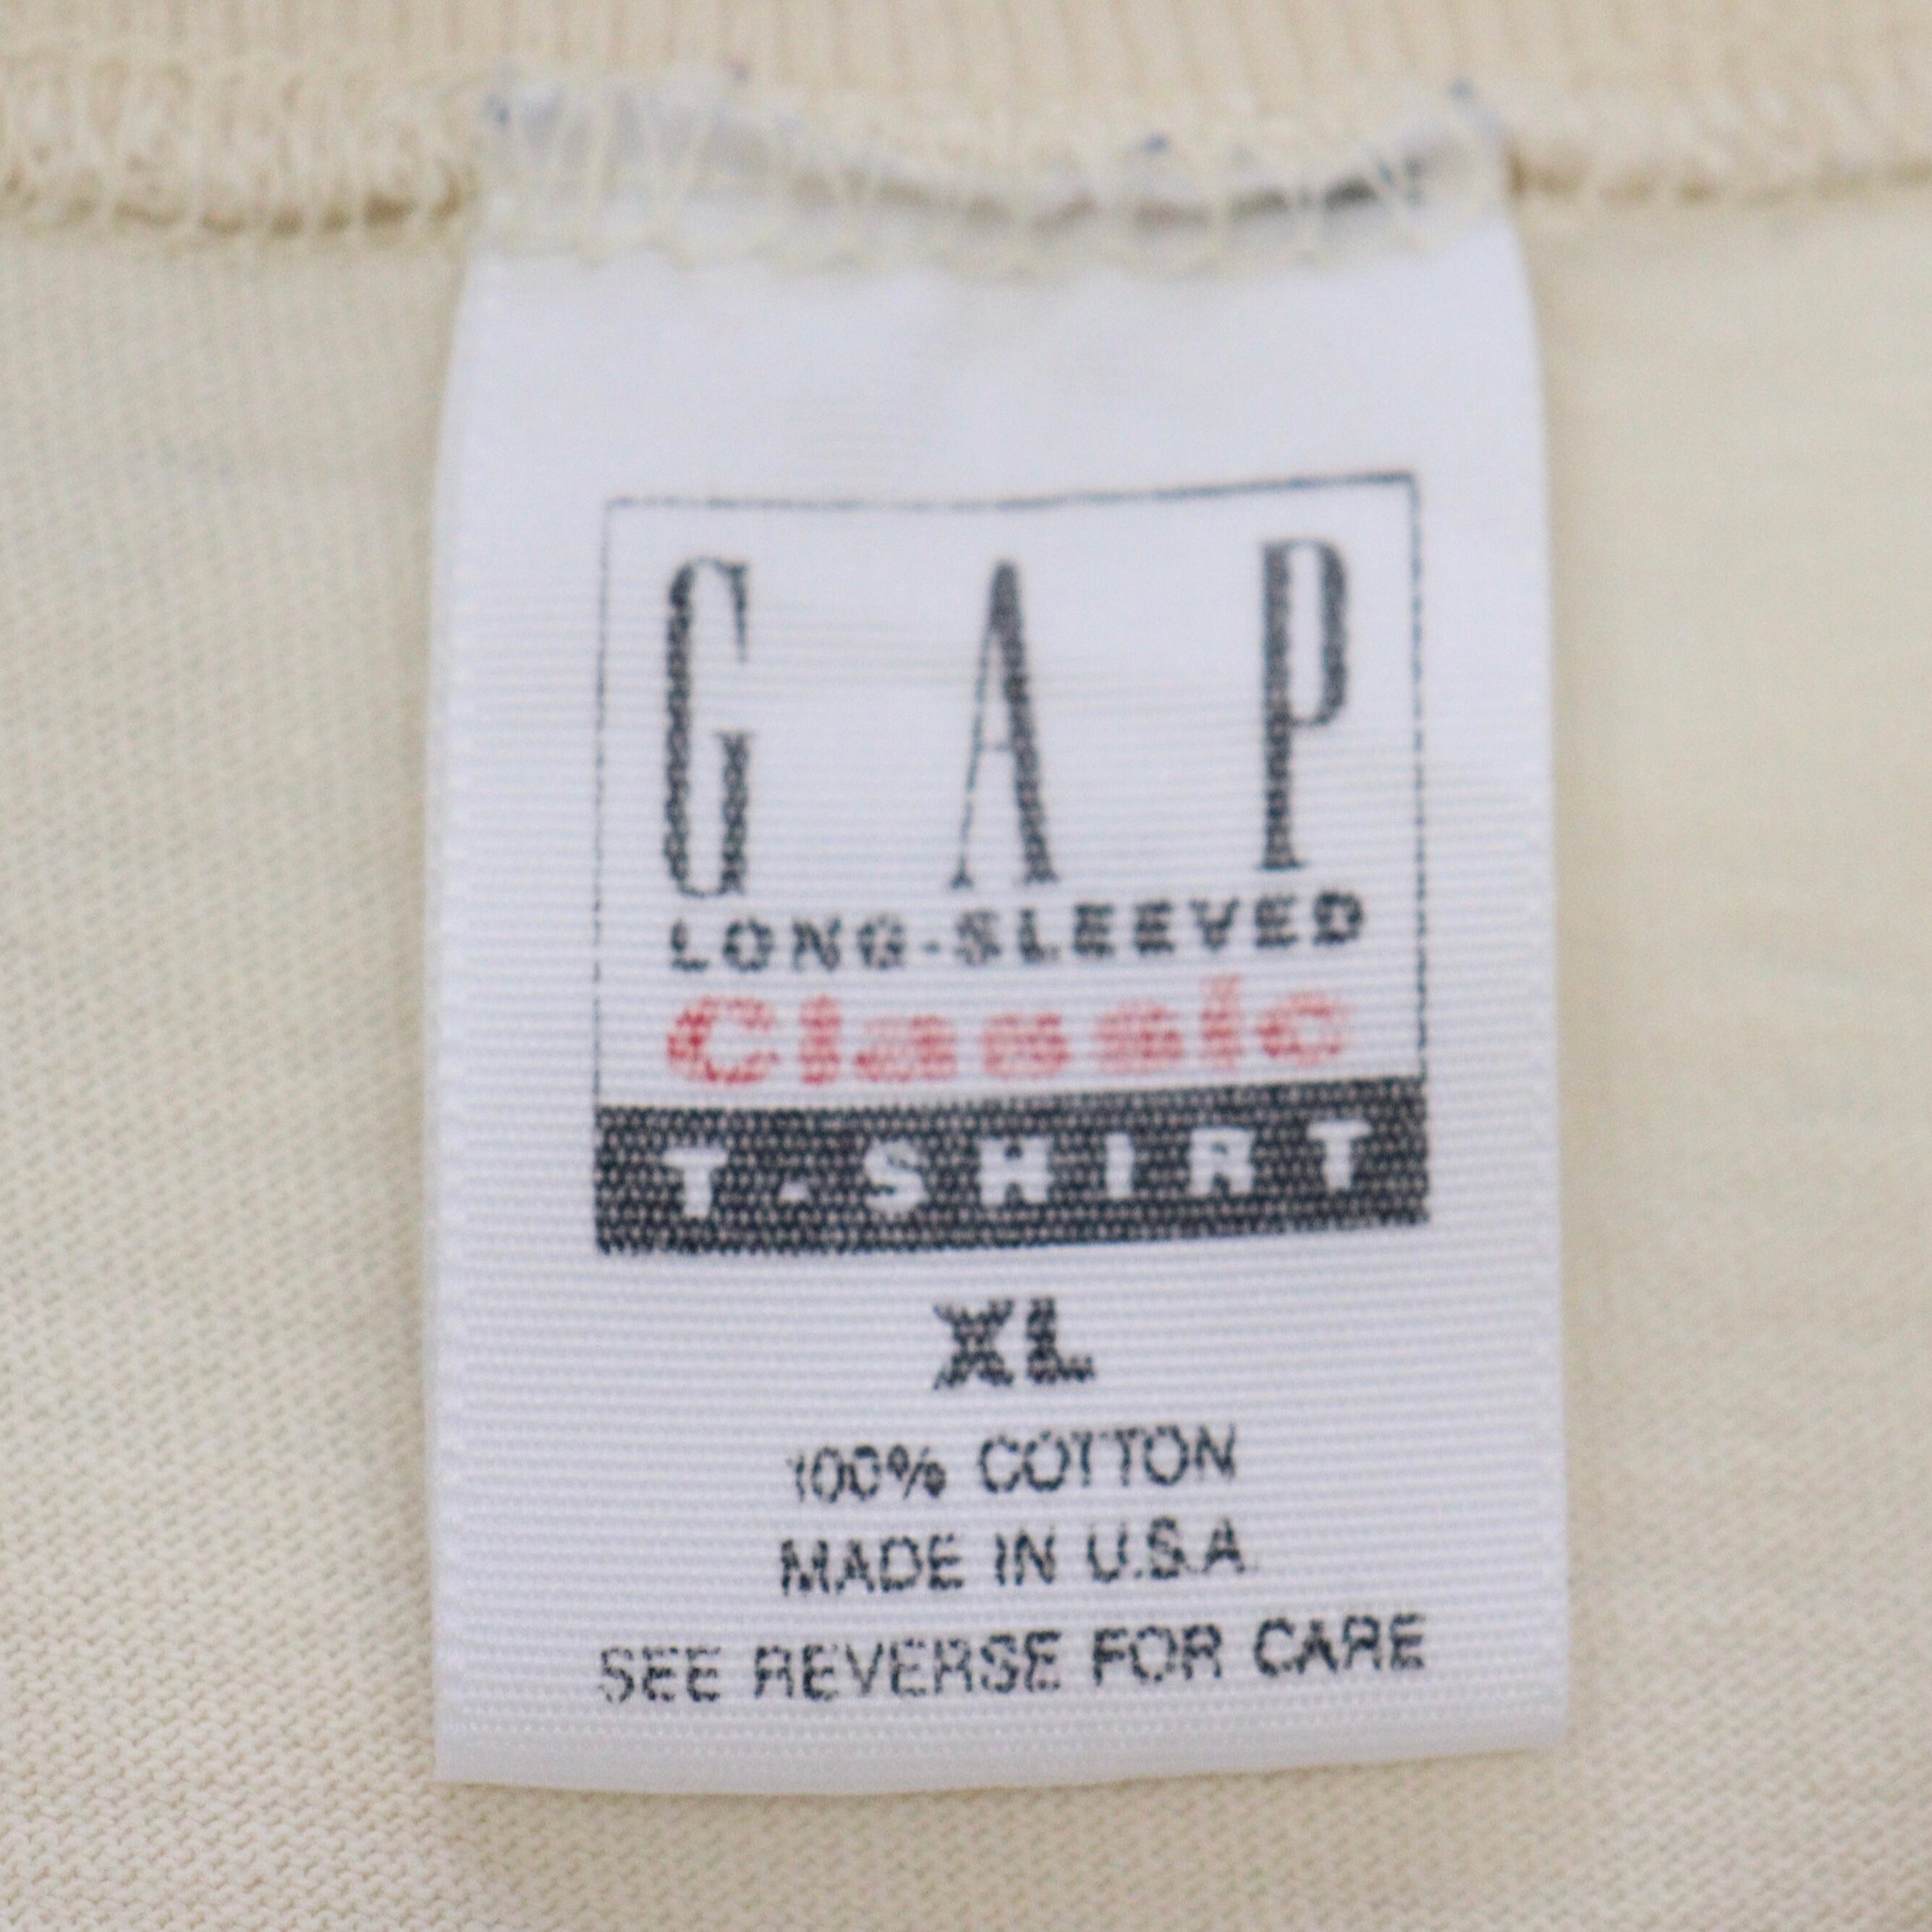 GAP
LONG-SLEEVED
Classic
T-SHIRT
XL
100% COTTON
MADE IN U.S.A.
SEE REVERSE FOR CARE